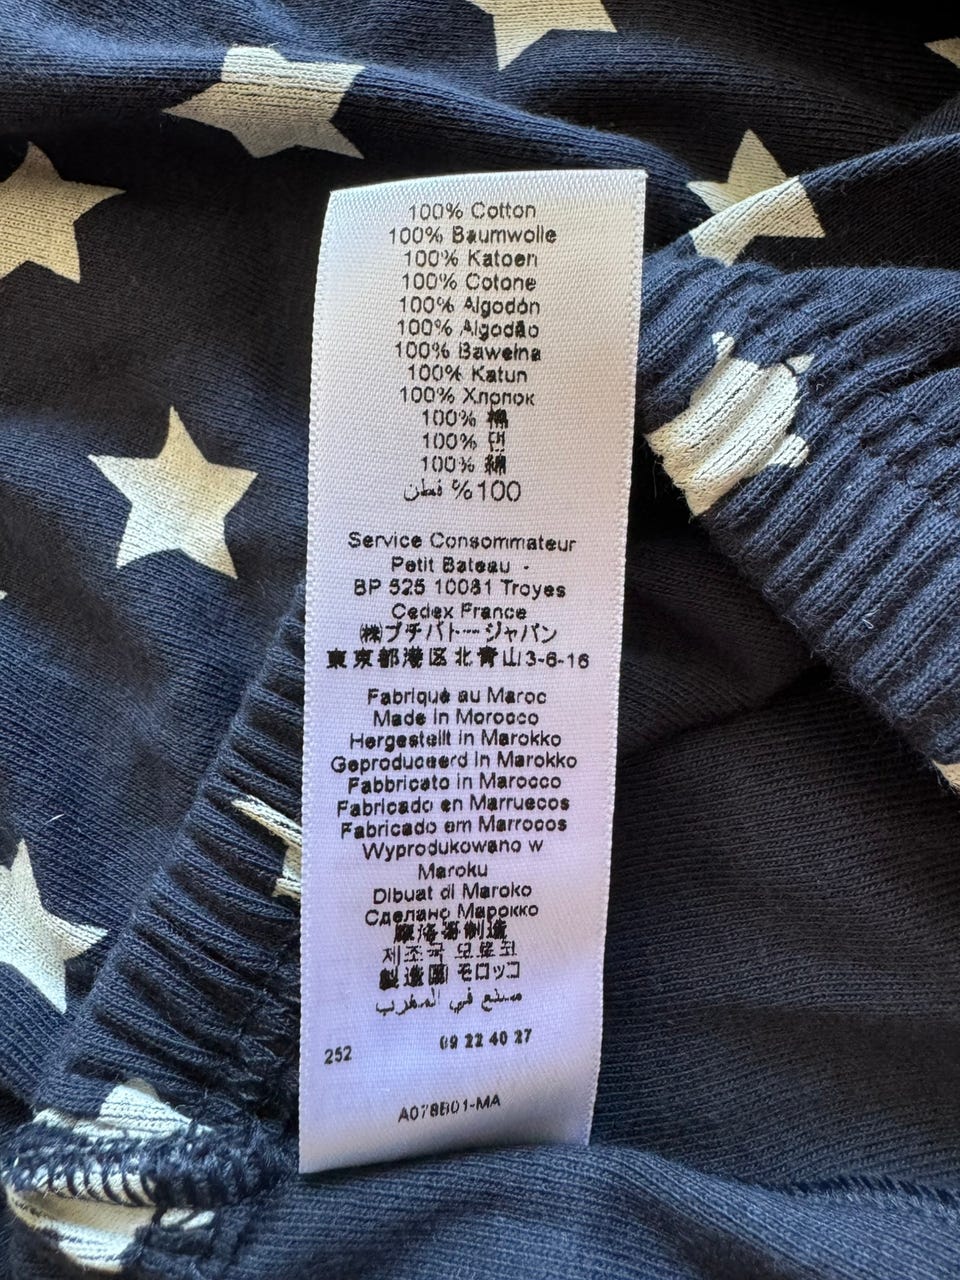 100% Cotton
100% Baumwolle
100% Katoen
100% Cotone
100% Algodón
100% Algodão
100% Bawełna
100% Katun
100% Хлопок
100% 棉
100% 면
100% 綿
100% قطن
Service Consommateur
Petit Bateau -
BP 525 10081 Troyes
Cedex France
㈱プチバトージャパン
東京都港区北青山3-6-16
Fabriqué au Maroc
Made in Morocco
Hergestellt in Marokko
Geproduceerd in Marokko
Fabbricato in Marocco
Fabricado en Marruecos
Fabricado em Marrocos
Wyprodukowano w
Maroku
Dibuat di Maroko
Сделано Марокко
摩洛哥制造
제조국 모로코
製造国 モロッコ
صنع في المغرب
252
09 22 40 27
A078B01-MA